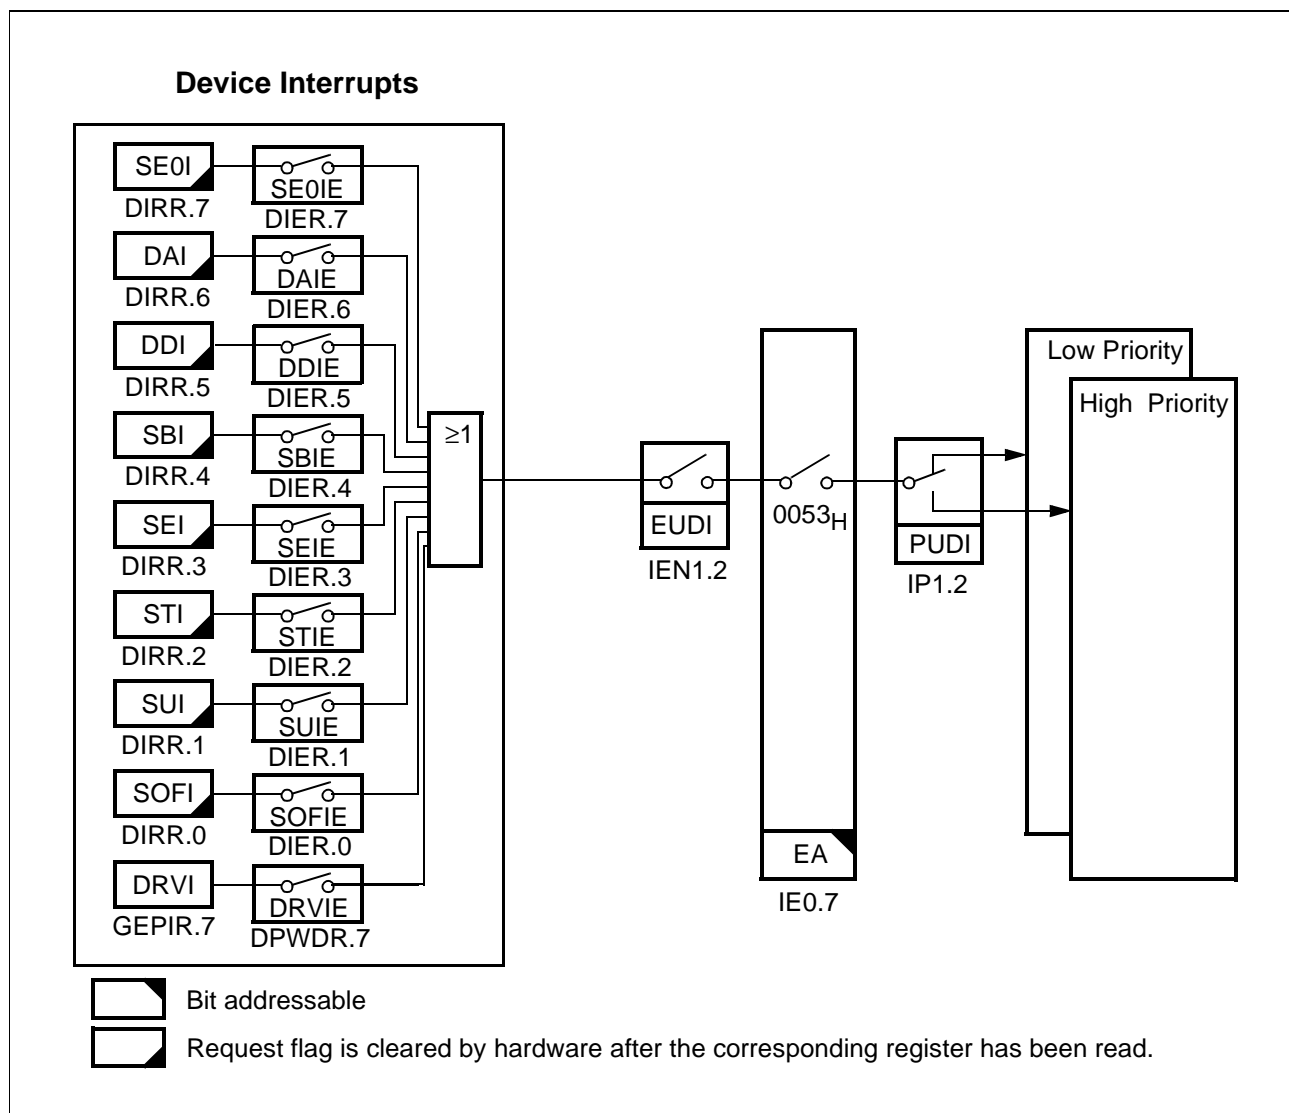 Device Interrupts
SE0I
SE0IE
DIRR.7
DIER.7
DAI
DAIE
DIRR.6
DIER.6
DDI
DDIE
DIRR.5
DIER.5
SBI
SBIE
DIRR.4
DIER.4
SEI
SEIE
DIRR.3
DIER.3
STI
STIE
DIRR.2
DIER.2
SUI
SUIE
DIRR.1
DIER.1
SOFI
SOFIE
DIRR.0
DIER.0
DRVI
DRVIE
GEPIR.7
DPWDR.7
≥1
EUDI
IEN1.2
0053H
EA
IE0.7
PUDI
IP1.2
Low Priority
High Priority
Bit addressable
Request flag is cleared by hardware after the corresponding register has been read.